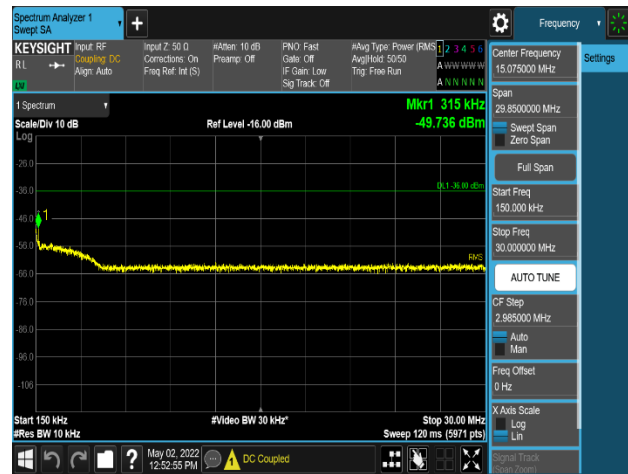 Spectrum Analyzer 1
Swept SA
Frequency
KEYSIGHT
RL
Input: RF
Coupling: DC
Align: Auto
Input Z: 50 Ω
Corrections: On
Freq Ref: Int (S)
#Atten: 10 dB
Preamp: Off
PNO: Fast
Gate: Off
IF Gain: Low
Sig Track: Off
#Avg Type: Power (RMS
Avg|Hold: 50/50
Trig: Free Run
1 2 3 4 5 6
A W W W W W
A N N N N N
LW
1 Spectrum
Scale/Div 10 dB
Log
Ref Level -16.00 dBm
Mkr1 315 kHz
-49.736 dBm
-26.0
-36.0
-46.0
-56.0
-66.0
-76.0
-86.0
-96.0
-106
DL1 -36.00 dBm
1
RMS
Start 150 kHz
#Res BW 10 kHz
#Video BW 30 kHz*
Stop 30.00 MHz
Sweep 120 ms (5971 pts)
Center Frequency
15.075000 MHz
Settings
Span
29.8500000 MHz
Swept Span
Zero Span
Full Span
Start Freq
150.000 kHz
Stop Freq
30.000000 MHz
AUTO TUNE
CF Step
2.985000 MHz
Auto
Man
Freq Offset
0 Hz
X Axis Scale
Log
Lin
Signal Track
(Span Zoom)
?
May 02, 2022
12:52:55 PM
DC Coupled